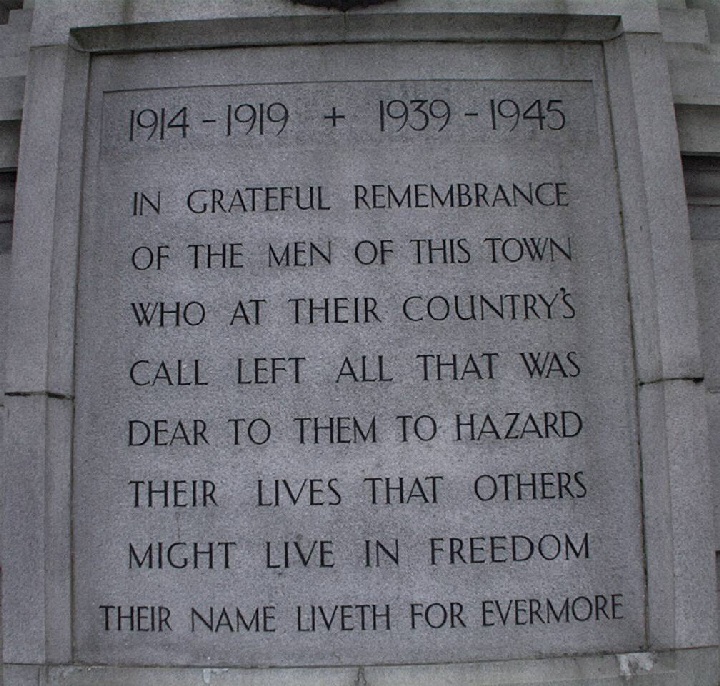 1914 - 1919 + 1939 - 1945
IN GRATEFUL REMEMBRANCE
OF THE MEN OF THIS TOWN
WHO AT THEIR COUNTRY'S
CALL LEFT ALL THAT WAS
DEAR TO THEM TO HAZARD
THEIR LIVES THAT OTHERS
MIGHT LIVE IN FREEDOM
THEIR NAME LIVETH FOR EVERMORE